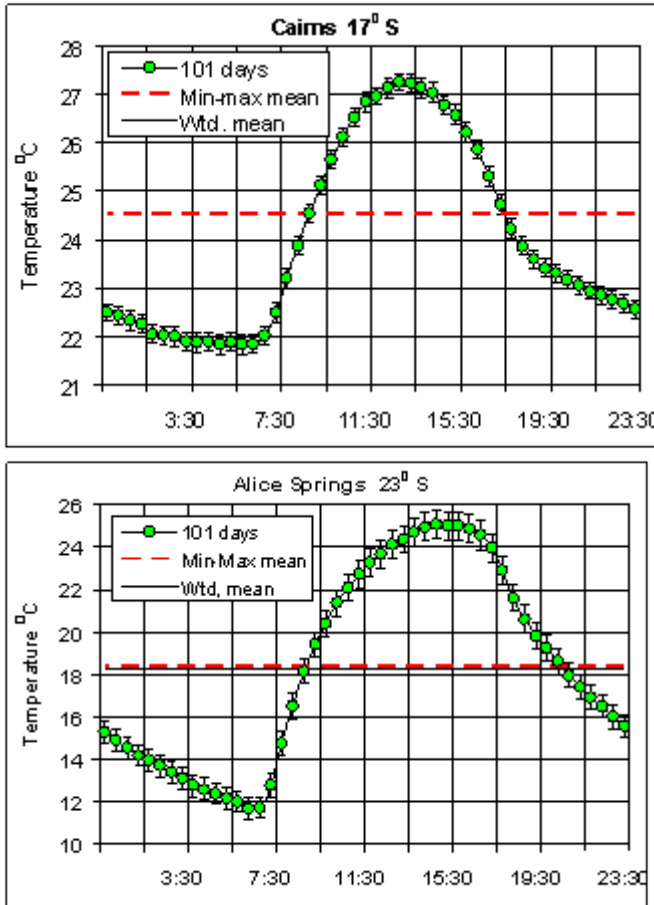 Cairns 17⁰ S
28
27
26
25
24
23
22
21
Temperature ⁰C
101 days
Min-max mean
Wtd. mean
3:30 7:30 11:30 15:30 19:30 23:30
Alice Springs 23⁰ S
26
24
22
20
18
16
14
12
10
Temperature ⁰C
101 days
Min-Max mean
Wtd, mean
3:30 7:30 11:30 15:30 19:30 23:30